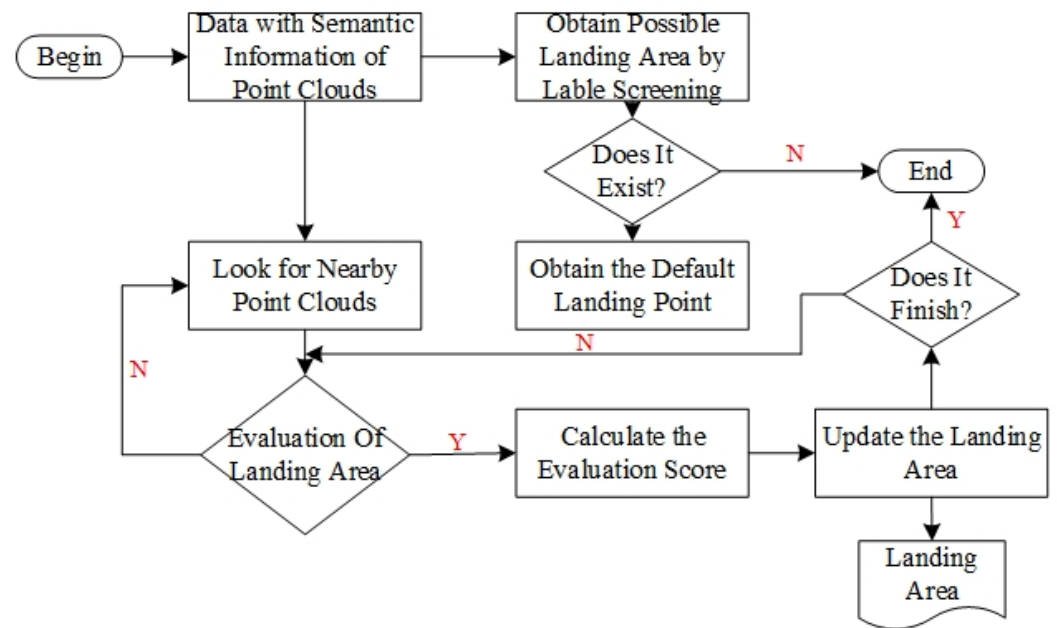 Begin
Data with Semantic
Information of
Point Clouds
Obtain Possible
Landing Area by
Lable Screening
Does It
Exist?
N
End
Y
Look for Nearby
Point Clouds
Obtain the Default
Landing Point
Does It
Finish?
N
N
Evaluation Of
Landing Area
Y
Calculate the
Evaluation Score
Update the Landing
Area
Landing
Area